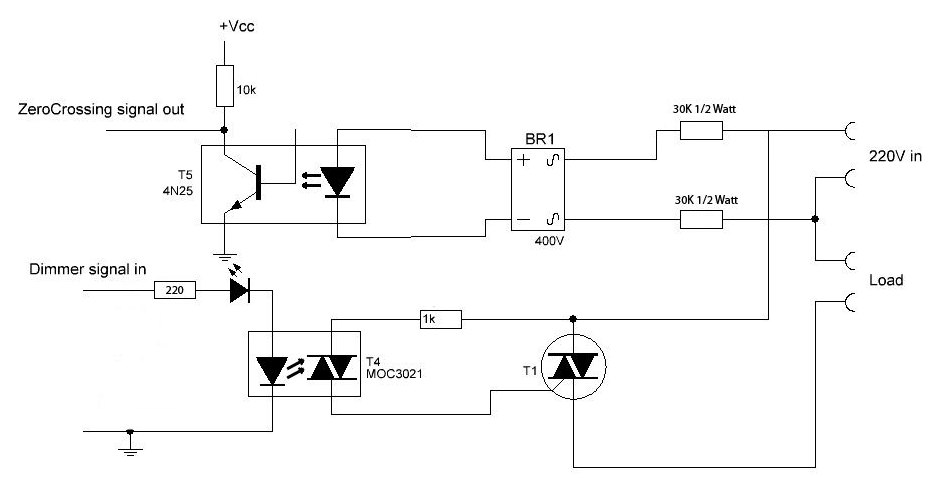 +Vcc
10k
ZeroCrossing signal out
30K 1/2 Watt
BR1
220V in
T5
4N25
+
−
30K 1/2 Watt
400V
Dimmer signal in
220
Load
1k
T4
MOC3021
T1